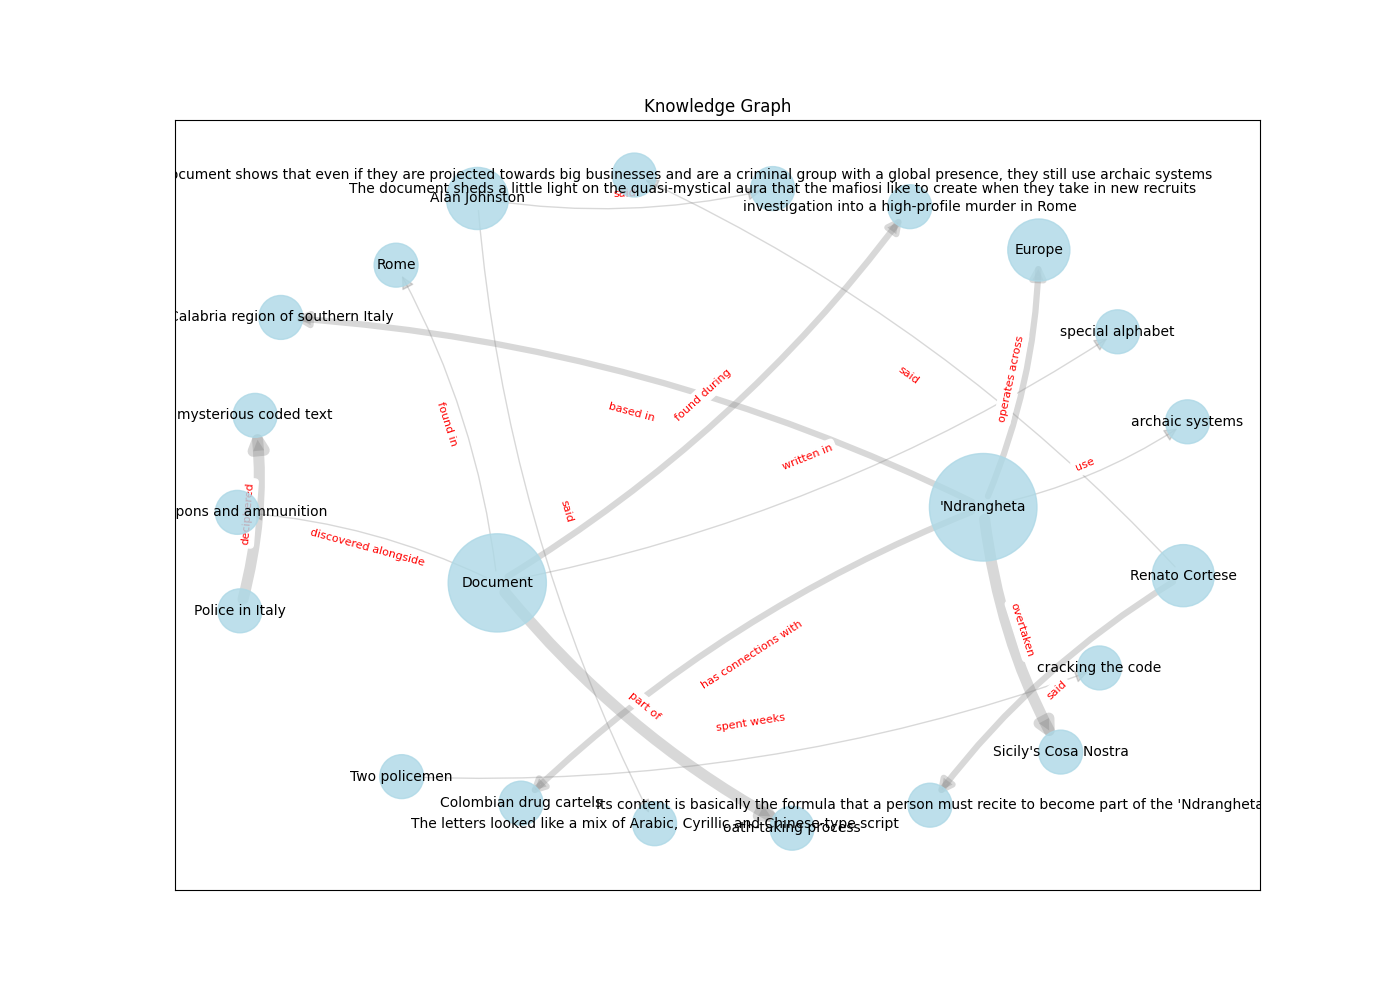 Knowledge Graph
ocument shows that even if they are projected towards big businesses and are a criminal group with a global presence, they still use archaic systems
The document sheds a little light on the quasi-mystical aura that the mafiosi like to create when they take in new recruits
Alan Johnston
investigation into a high-profile murder in Rome
Europe
Rome
Calabria region of southern Italy
special alphabet
operates across
found during
said
based in
found in
mysterious coded text
archaic systems
written in
use
'Ndrangheta
said
pons and ammunition
discovered alongside
Document
Renato Cortese
Police in Italy
overtaken
has connections with
cracking the code
said
part of
spent weeks
Sicily's Cosa Nostra
Two policemen
Colombian drug cartels
Its content is basically the formula that a person must recite to become part of the 'Ndrangheta
The letters looked like a mix of Arabic, Cyrillic and Chinese-type script
oath-taking process